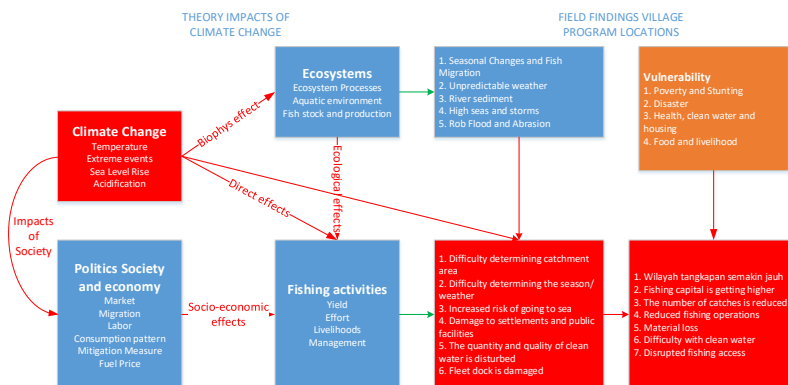 THEORY IMPACTS OF
CLIMATE CHANGE
FIELD FINDINGS VILLAGE
PROGRAM LOCATIONS
Ecosystems
Ecosystem Processes
Aquatic environment
Fish stock and production
1. Seasonal Changes and Fish
Migration
2. Unpredictable weather
3. River sediment
4. High seas and storms
5. Rob Flood and Abrasion
Vulnerability
1. Poverty and Stunting
2. Disaster
3. Health, clean water and
housing
4. Food and livelihood
Climate Change
Temperature
Extreme events
Sea Level Rise
Acidification
Biophys effect
Direct effects
Ecological effects
Impacts
of
Society
Politics Society
and economy
Market
Migration
Labor
Consumption pattern
Mitigation Measure
Fuel Price
Socio-economic
effects
Fishing activities
Yield
Effort
Livelihoods
Management
1. Difficulty determining catchment
area
2. Difficulty determining the season/
weather
3. Increased risk of going to sea
4. Damage to settlements and public
facilities
5. The quantity and quality of clean
water is disturbed
6. Fleet dock is damaged
1. Wilayah tangkapan semakin jauh
2. Fishing capital is getting higher
3. The number of catches is reduced
4. Reduced fishing operations
5. Material loss
6. Difficulty with clean water
7. Disrupted fishing access